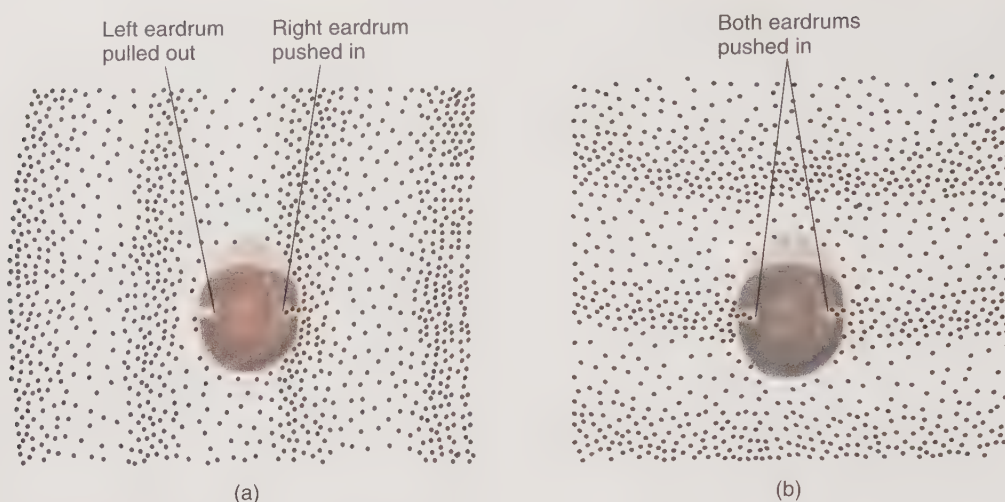 Left eardrum
pulled out
Right eardrum
pushed in
Both eardrums
pushed in
(a)
(b)